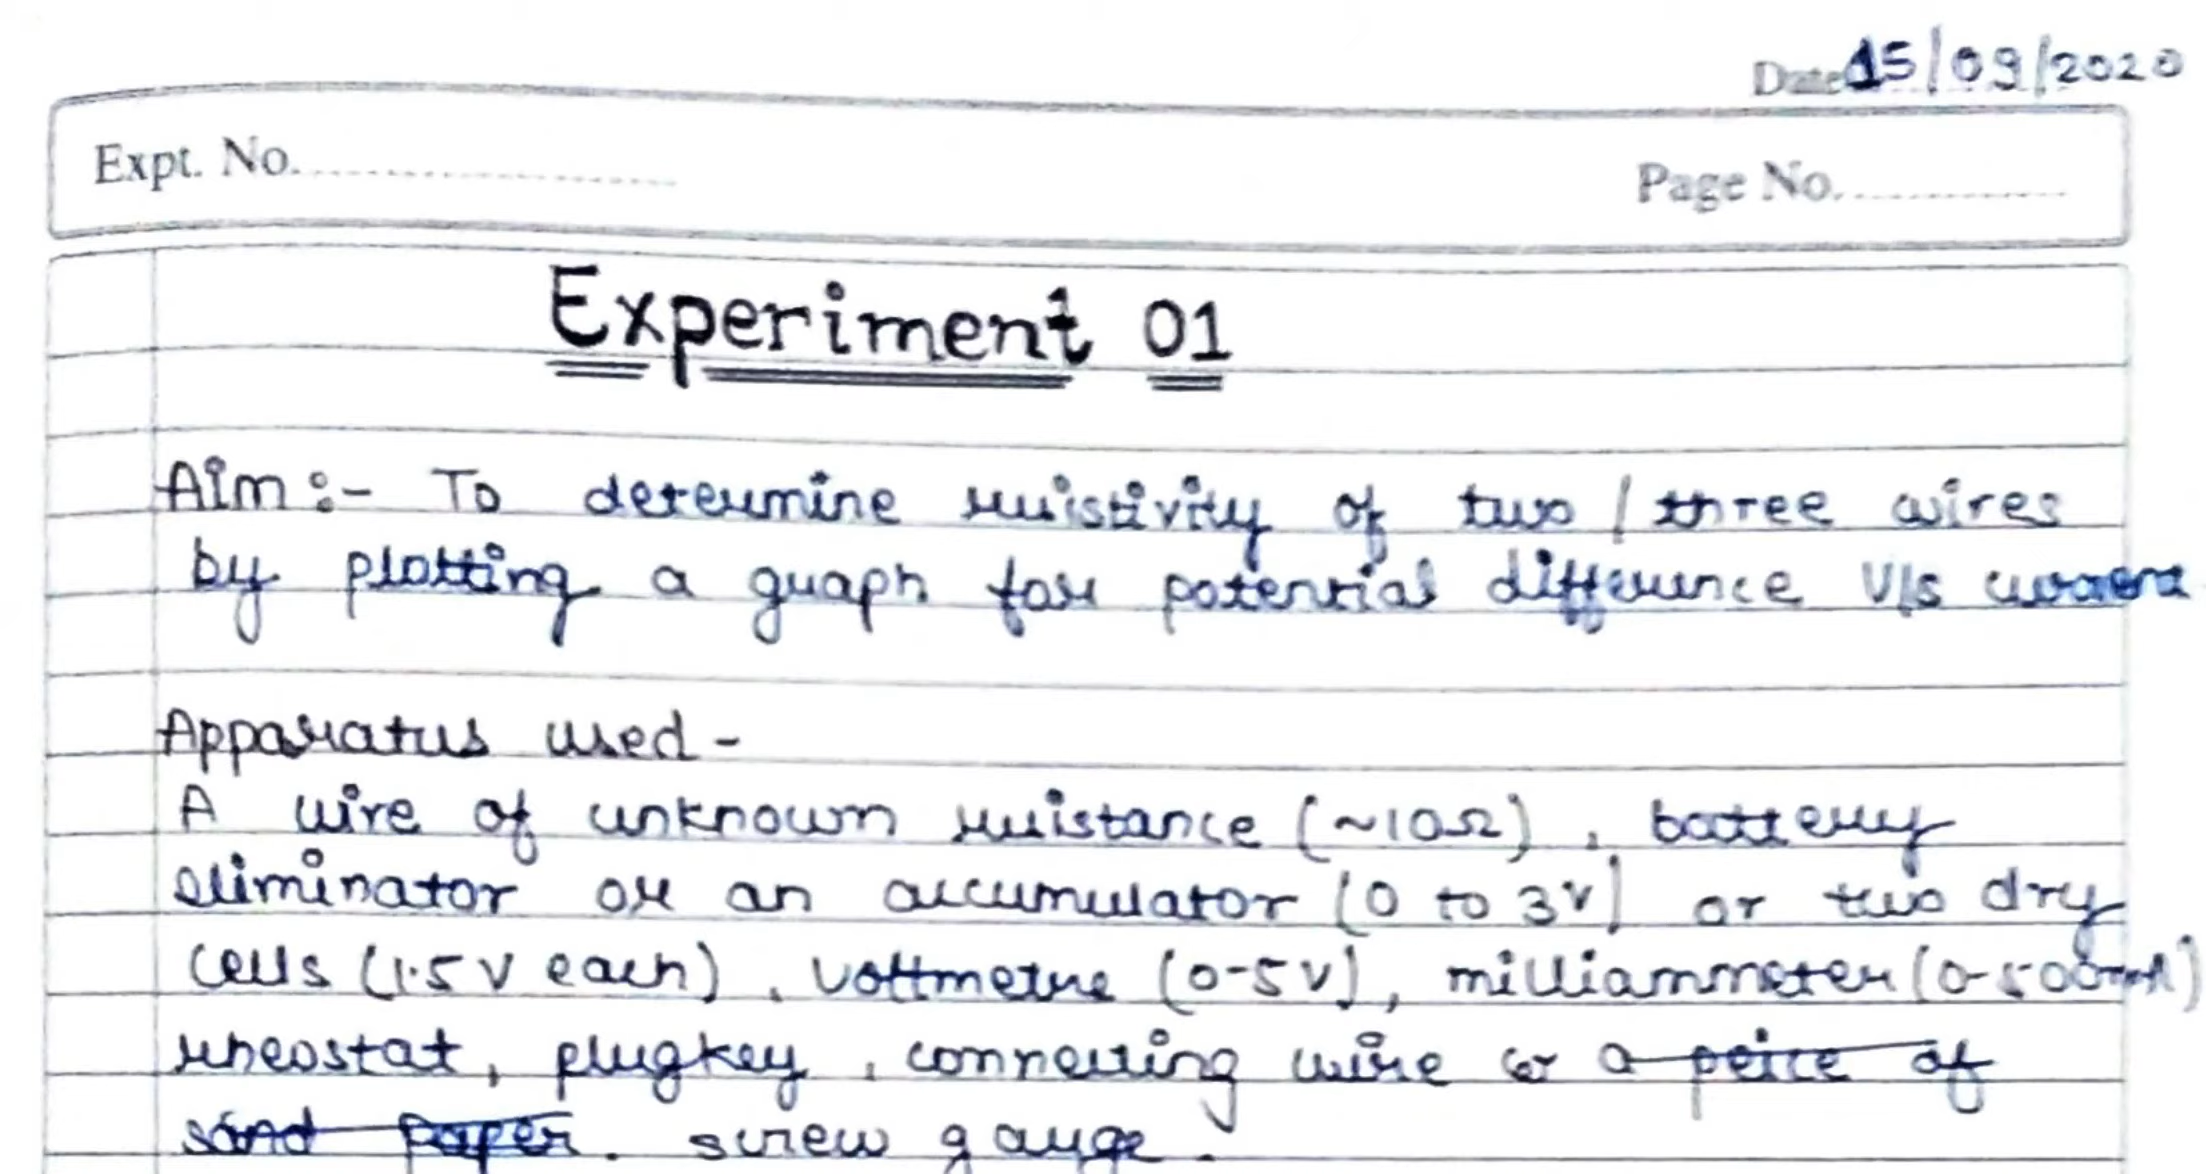 Date 15/09/2020
Expt. No.
Page No.
Experiment 01
Aim:- To determine resistivity of two / three wires
by plotting a graph for potential difference V/s current
Apparatus used -
A wire of unknown resistance (~10Ω), battery
eliminator or an accumulator (0 to 3V) or two dry
cells (1.5 V each), voltmetre (0-5V), milliammeter (0-500mA)
rheostat, plugkey, connecting wire & a peice of
sand paper. screw gauge.